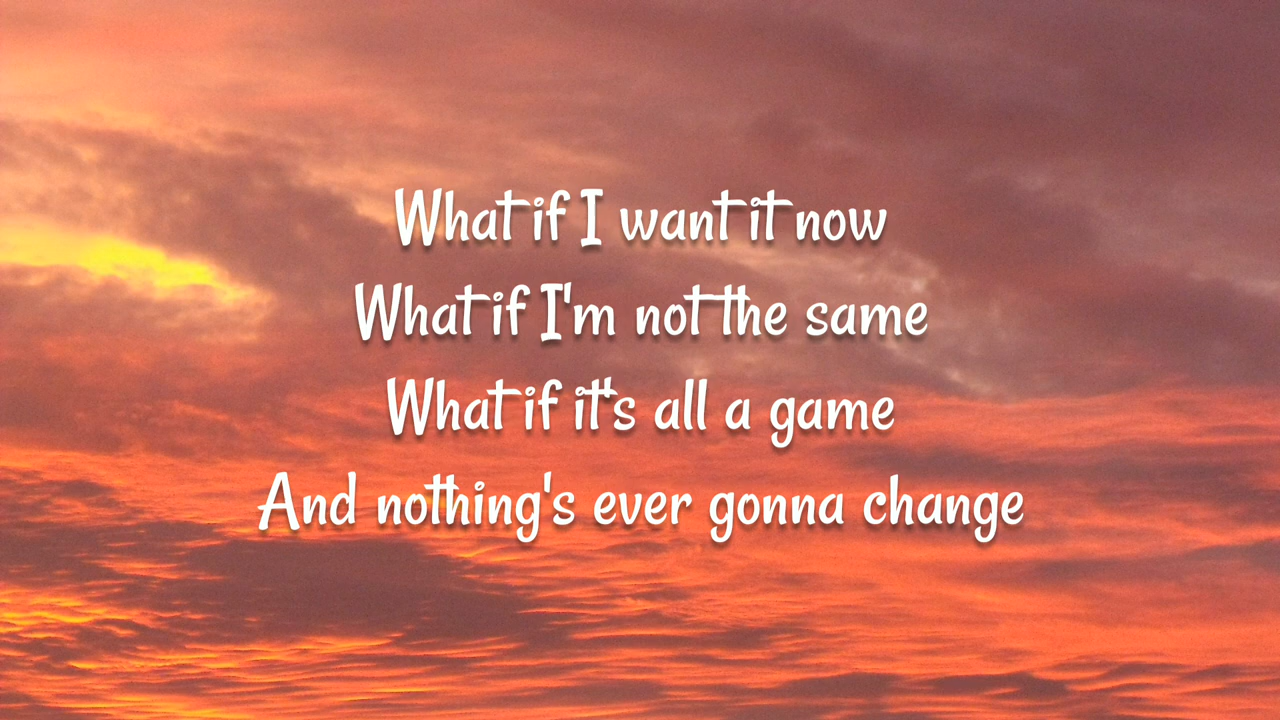 What if I want it now
What if I'm not the same
What if it's all a game
And nothing's ever gonna change